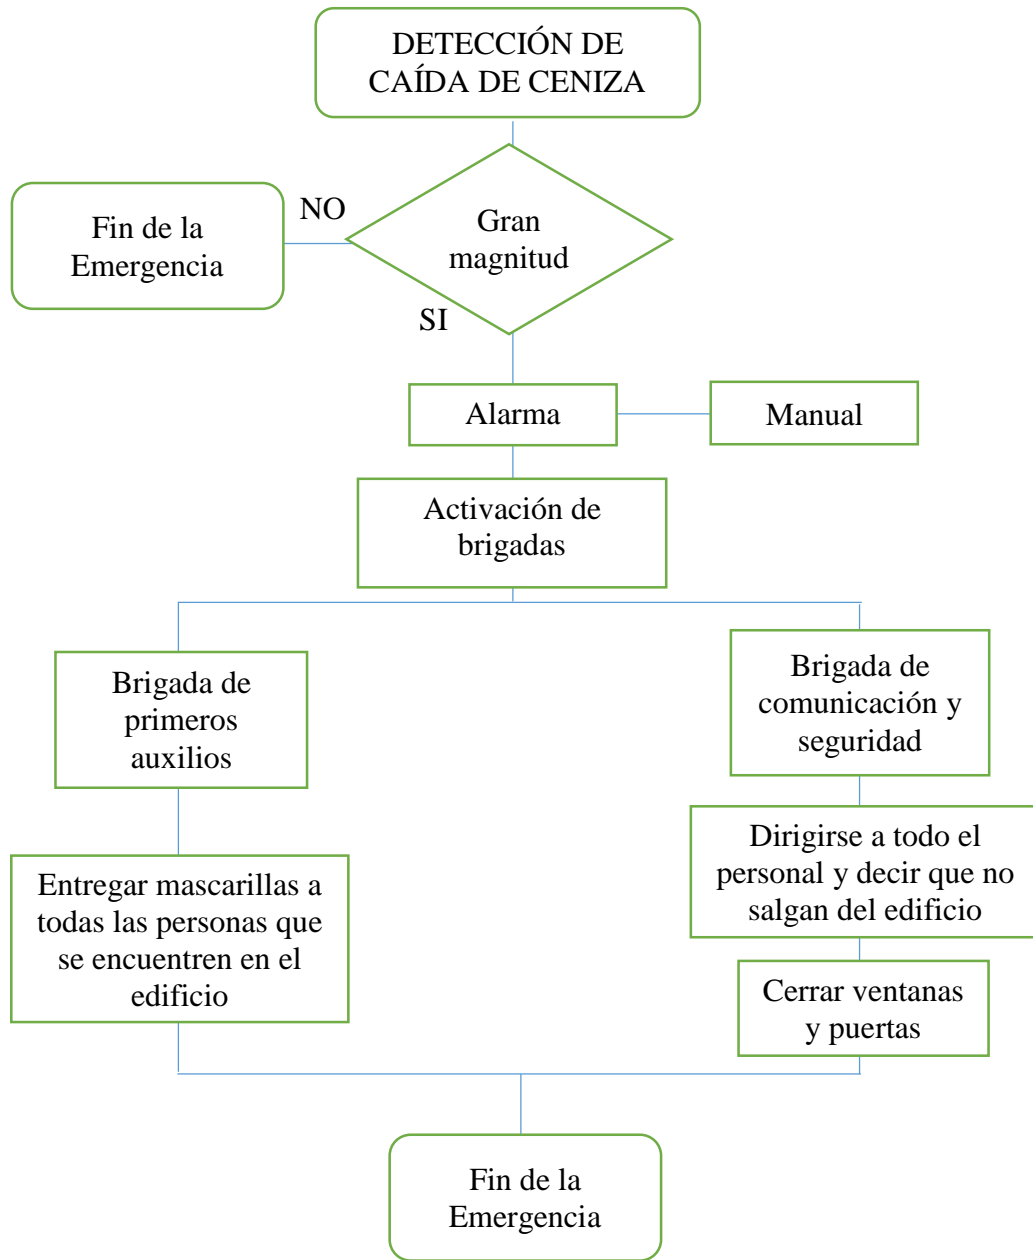 DETECCIÓN DE
CAÍDA DE CENIZA
NO
Fin de la
Emergencia
Gran
magnitud
SI
Alarma
Manual
Activación de
brigadas
Brigada de
primeros
auxilios
Brigada de
comunicación y
seguridad
Entregar mascarillas a
todas las personas que
se encuentren en el
edificio
Dirigirse a todo el
personal y decir que no
salgan del edificio
Cerrar ventanas
y puertas
Fin de la
Emergencia